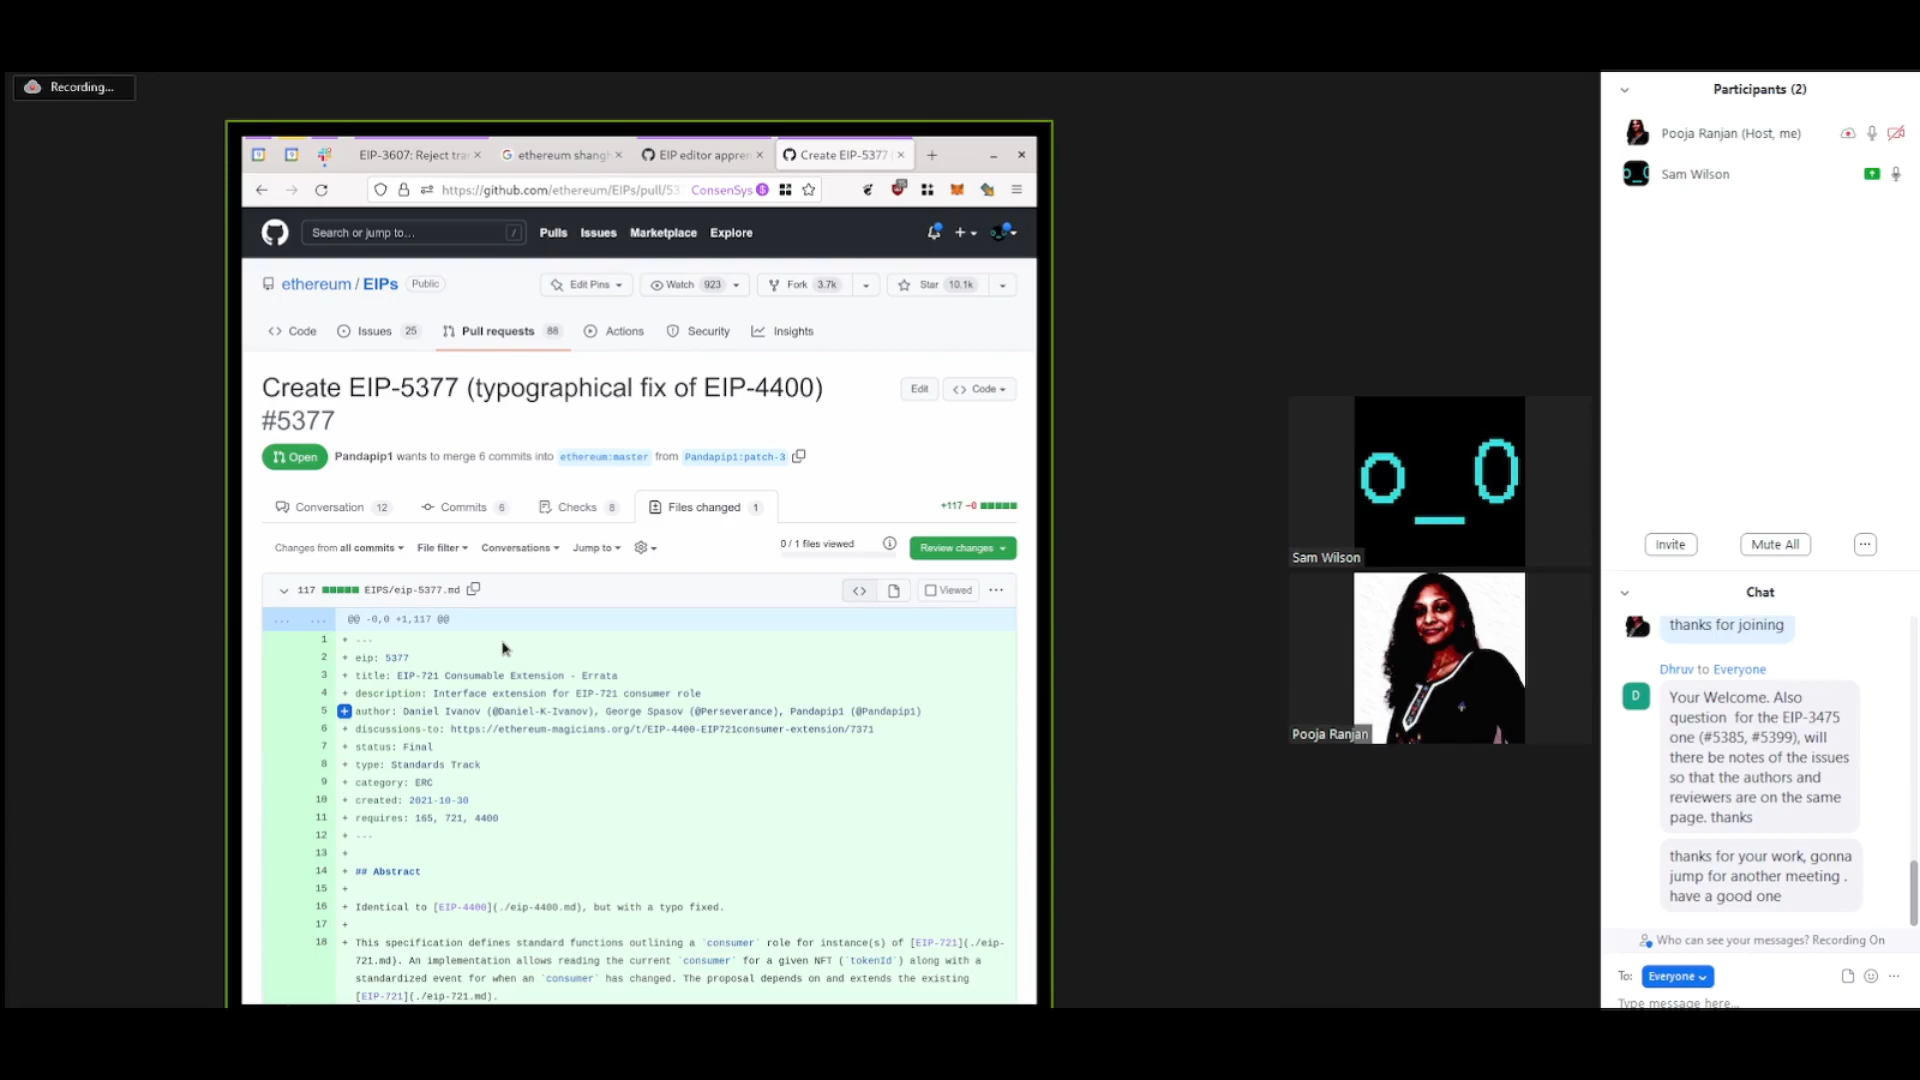 Recording...
EIP-3607: Reject tra
ethereum shangh
EIP editor appren
Create EIP-5377
https://github.com/ethereum/EIPs/pull/53
ConsenSys
Search or jump to...
/
Pulls
Issues
Marketplace
Explore
ethereum / EIPs
Public
Edit Pins
Watch 923
Fork 3.7k
Star 10.1k
Code
Issues 25
Pull requests 88
Actions
Security
Insights
Create EIP-5377 (typographical fix of EIP-4400)
#5377
Edit
Code
Open
Pandapip1 wants to merge 6 commits into ethereum:master from Pandapip1:patch-3
Conversation 12
Commits 6
Checks 8
Files changed 1
+117 −0
Changes from all commits
File filter
Conversations
Jump to
0 / 1 files viewed
Review changes
117 EIPS/eip-5377.md
Viewed
... ... @@ -0,0 +1,117 @@
1 + ---
2 + eip: 5377
3 + title: EIP-721 Consumable Extension - Errata
4 + description: Interface extension for EIP-721 consumer role
5 + author: Daniel Ivanov (@Daniel-K-Ivanov), George Spasov (@Perseverance), Pandapip1 (@Pandapip1)
6 + discussions-to: https://ethereum-magicians.org/t/EIP-4400-EIP721consumer-extension/7371
7 + status: Final
8 + type: Standards Track
9 + category: ERC
10 + created: 2021-10-30
11 + requires: 165, 721, 4400
12 + ---
13 +
14 + ## Abstract
15 +
16 + Identical to [EIP-4400](./eip-4400.md), but with a typo fixed.
17 +
18 + This specification defines standard functions outlining a `consumer` role for instance(s) of [EIP-721](./eip-
721.md). An implementation allows reading the current `consumer` for a given NFT (`tokenId`) along with a
standardized event for when an `consumer` has changed. The proposal depends on and extends the existing
[EIP-721](./eip-721.md).
Sam Wilson
Pooja Ranjan
Participants (2)
Pooja Ranjan (Host, me)
Sam Wilson
Invite
Mute All
Chat
thanks for joining
Dhruv to Everyone
D
Your Welcome. Also
question for the EIP-3475
one (#5385, #5399), will
there be notes of the issues
so that the authors and
reviewers are on the same
page. thanks
thanks for your work, gonna
jump for another meeting .
have a good one
Who can see your messages? Recording On
To: Everyone
Type message here...